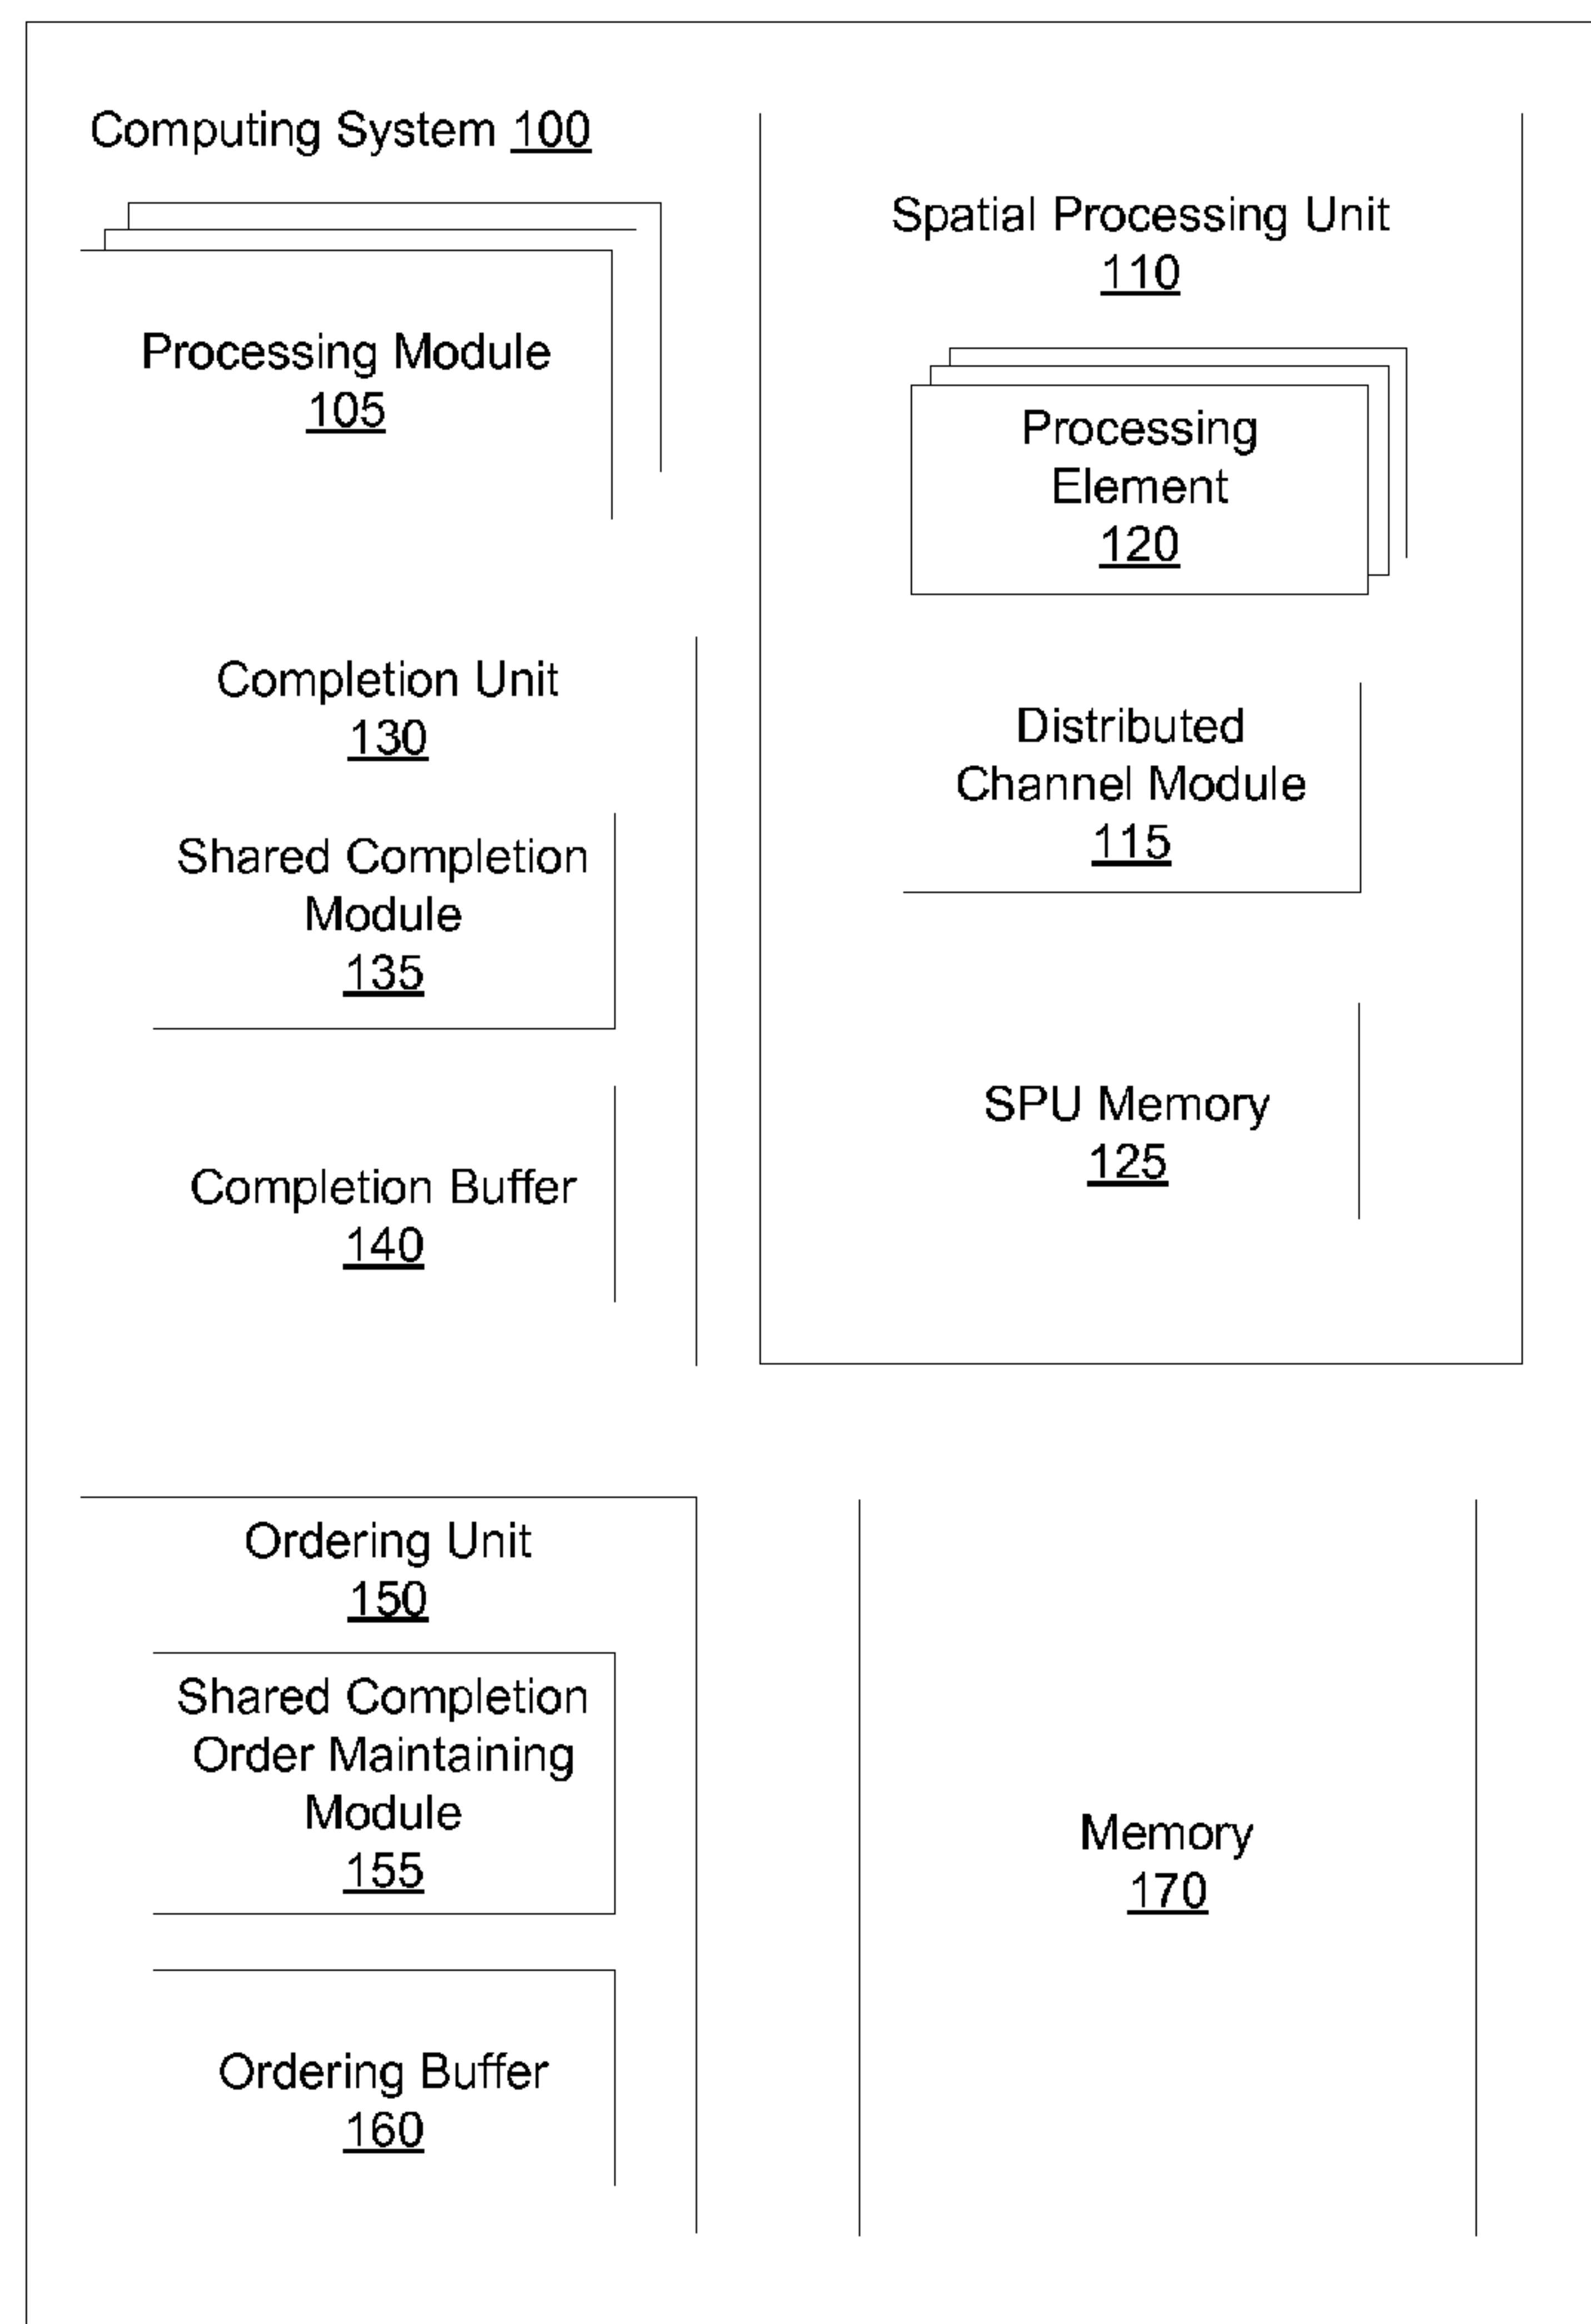 Computing System 100
Processing Module
105
Completion Unit
130
Shared Completion
Module
135
Completion Buffer
140
Ordering Unit
150
Shared Completion
Order Maintaining
Module
155
Ordering Buffer
160
Spatial Processing Unit
110
Processing
Element
120
Distributed
Channel Module
115
SPU Memory
125
Memory
170